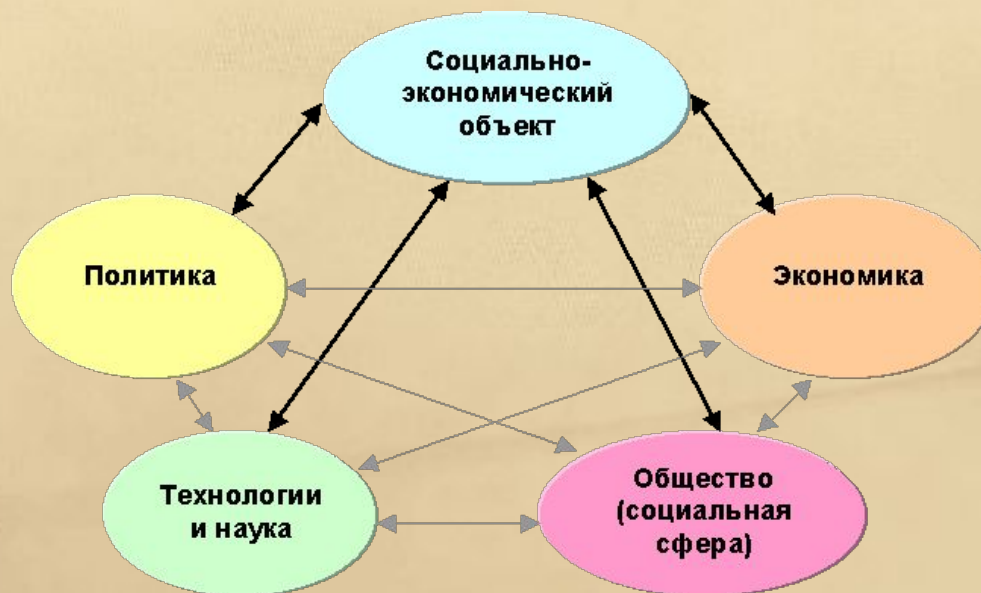 Социально-
экономический
объект
Политика
Экономика
Технологии
и наука
Общество
(социальная
сфера)